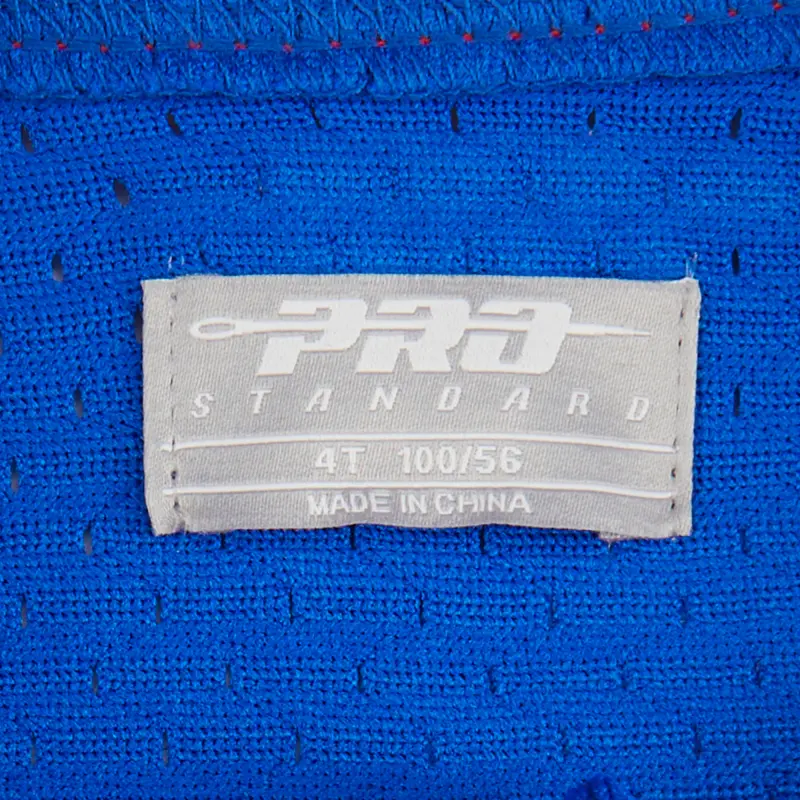 PRO
STANDARD
4T 100/56
MADE IN CHINA